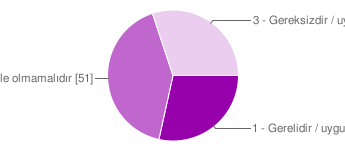 3 - Gereksizdir / uy
le olmamalıdır [51]
1 - Gerelidir / uygu